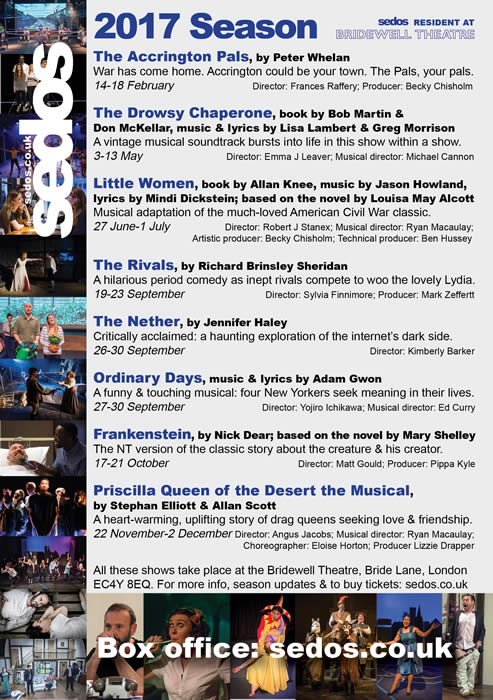 2017 Season
sedos RESIDENT AT
BRIDEWELL THEATRE
sedos
sedos.co.uk
The Accrington Pals, by Peter Whelan
War has come home. Accrington could be your town. The Pals, your pals.
14-18 February Director: Frances Raffery; Producer: Becky Chisholm
The Drowsy Chaperone, book by Bob Martin &
Don McKellar, music & lyrics by Lisa Lambert & Greg Morrison
A vintage musical soundtrack bursts into life in this show within a show.
3-13 May Director: Emma J Leaver; Musical director: Michael Cannon
Little Women, book by Allan Knee, music by Jason Howland,
lyrics by Mindi Dickstein; based on the novel by Louisa May Alcott
Musical adaptation of the much-loved American Civil War classic.
27 June-1 July Director: Robert J Stanex; Musical director: Ryan Macaulay;
Artistic producer: Becky Chisholm; Technical producer: Ben Hussey
The Rivals, by Richard Brinsley Sheridan
A hilarious period comedy as inept rivals compete to woo the lovely Lydia.
19-23 September Director: Sylvia Finnimore; Producer: Mark Zeffertt
The Nether, by Jennifer Haley
Critically acclaimed: a haunting exploration of the internet's dark side.
26-30 September Director: Kimberly Barker
Ordinary Days, music & lyrics by Adam Gwon
A funny & touching musical: four New Yorkers seek meaning in their lives.
27-30 September Director: Yojiro Ichikawa; Musical director: Ed Curry
Frankenstein, by Nick Dear; based on the novel by Mary Shelley
The NT version of the classic story about the creature & his creator.
17-21 October Director: Matt Gould; Producer: Pippa Kyle
Priscilla Queen of the Desert the Musical,
by Stephan Elliott & Allan Scott
A heart-warming, uplifting story of drag queens seeking love & friendship.
22 November-2 December Director: Angus Jacobs; Musical director: Ryan Macaulay;
Choreographer: Eloise Horton; Producer Lizzie Drapper
All these shows take place at the Bridewell Theatre, Bride Lane, London
EC4Y 8EQ. For more info, season updates & to buy tickets: sedos.co.uk
Box office: sedos.co.uk